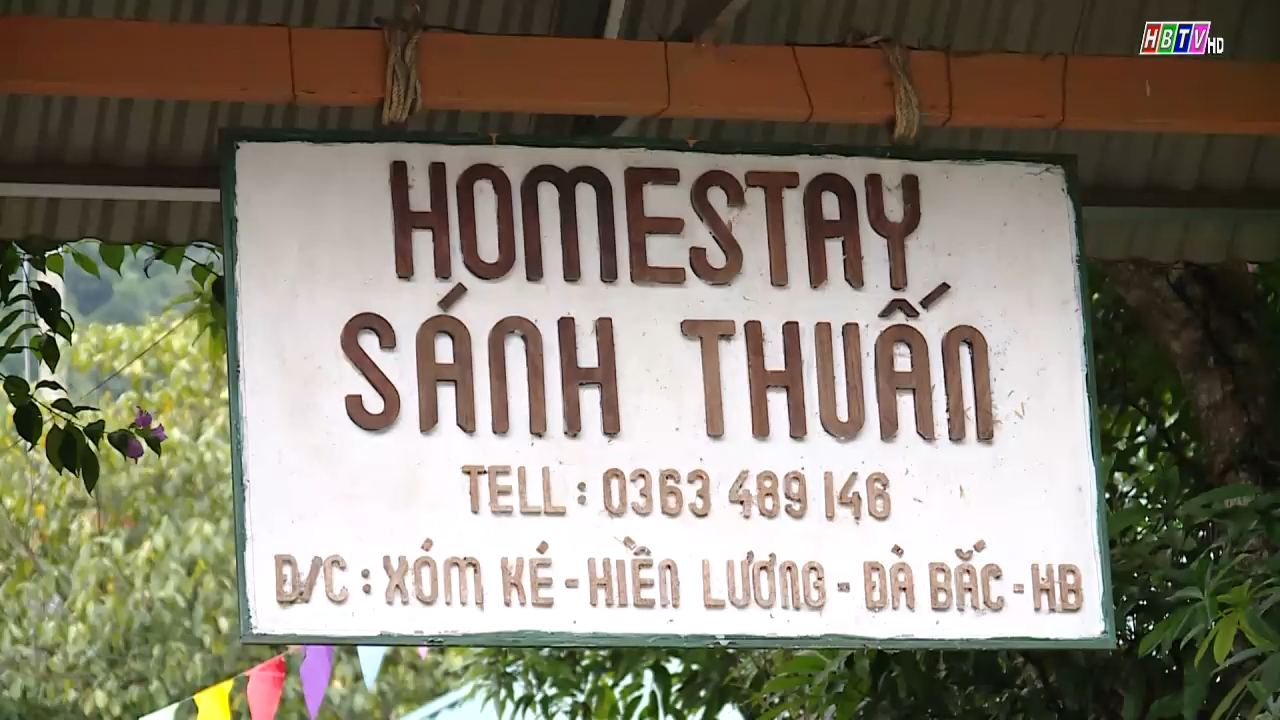 HBTV HD
HOMESTAY
SÁNH THUẤN
TELL: 0363 489 146
Đ/C: XÓM KÉ - HIỀN LƯƠNG - ĐÀ BẮC - HB